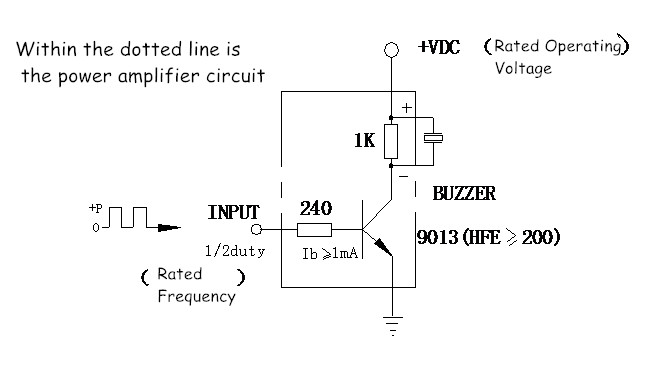 Within the dotted line is
the power amplifier circuit
+VDC (Rated Operating)
Voltage
+
1K
−
BUZZER
+P
0
INPUT
240
1/2duty
Ib ⩾1mA
9013(HFE ⩾ 200)
( Rated )
Frequency